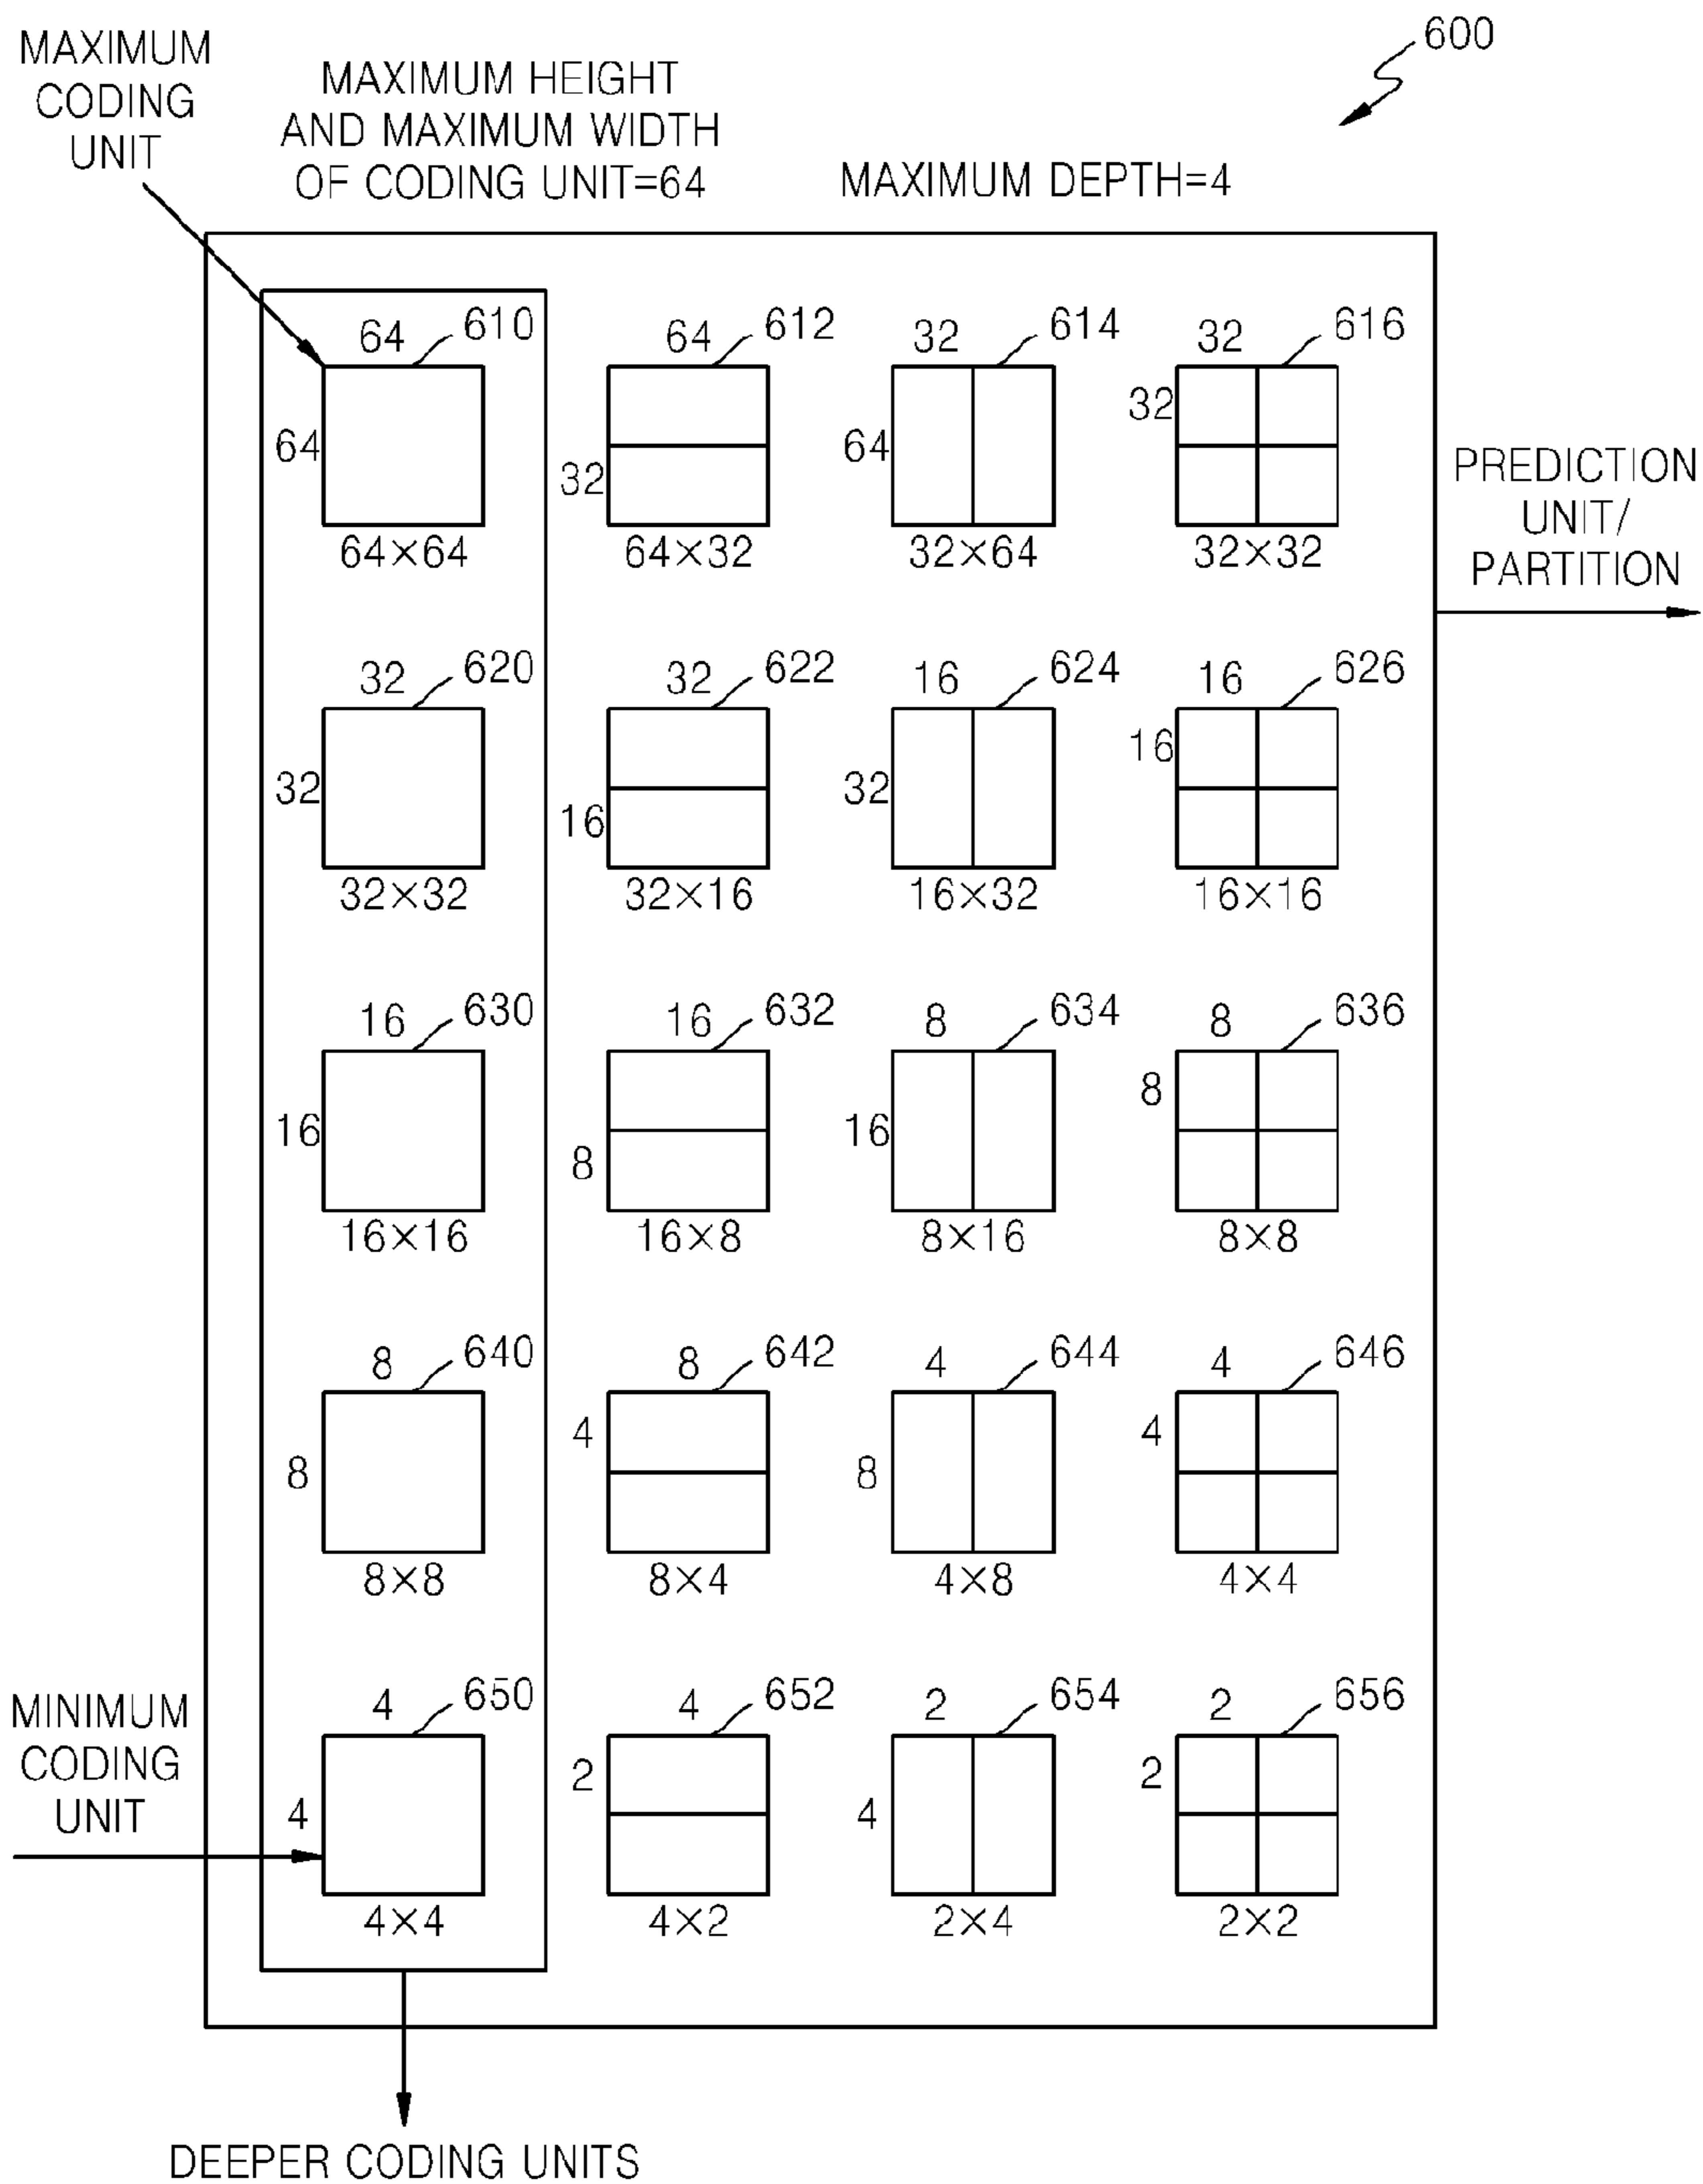 600
MAXIMUM
CODING
UNIT
MAXIMUM HEIGHT
AND MAXIMUM WIDTH
OF CODING UNIT=64
MAXIMUM DEPTH=4
64 610 64 612 32 614 32 616
64 32 64 32
64×64 64×32 32×64 32×32
PREDICTION
UNIT/
PARTITION
32 620 32 622 16 624 16 626
32 16 32 16
32×32 32×16 16×32 16×16
16 630 16 632 8 634 8 636
16 8 16 8
16×16 16×8 8×16 8×8
8 640 8 642 4 644 4 646
8 4 8 4
8×8 8×4 4×8 4×4
MINIMUM
CODING
UNIT
4 650 4 652 2 654 2 656
4 2 4 2
4×4 4×2 2×4 2×2
DEEPER CODING UNITS